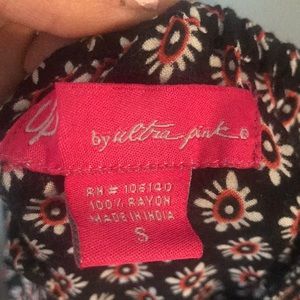 by ultra pink®
RN# 106140
100% RAYON
MADE IN INDIA
S